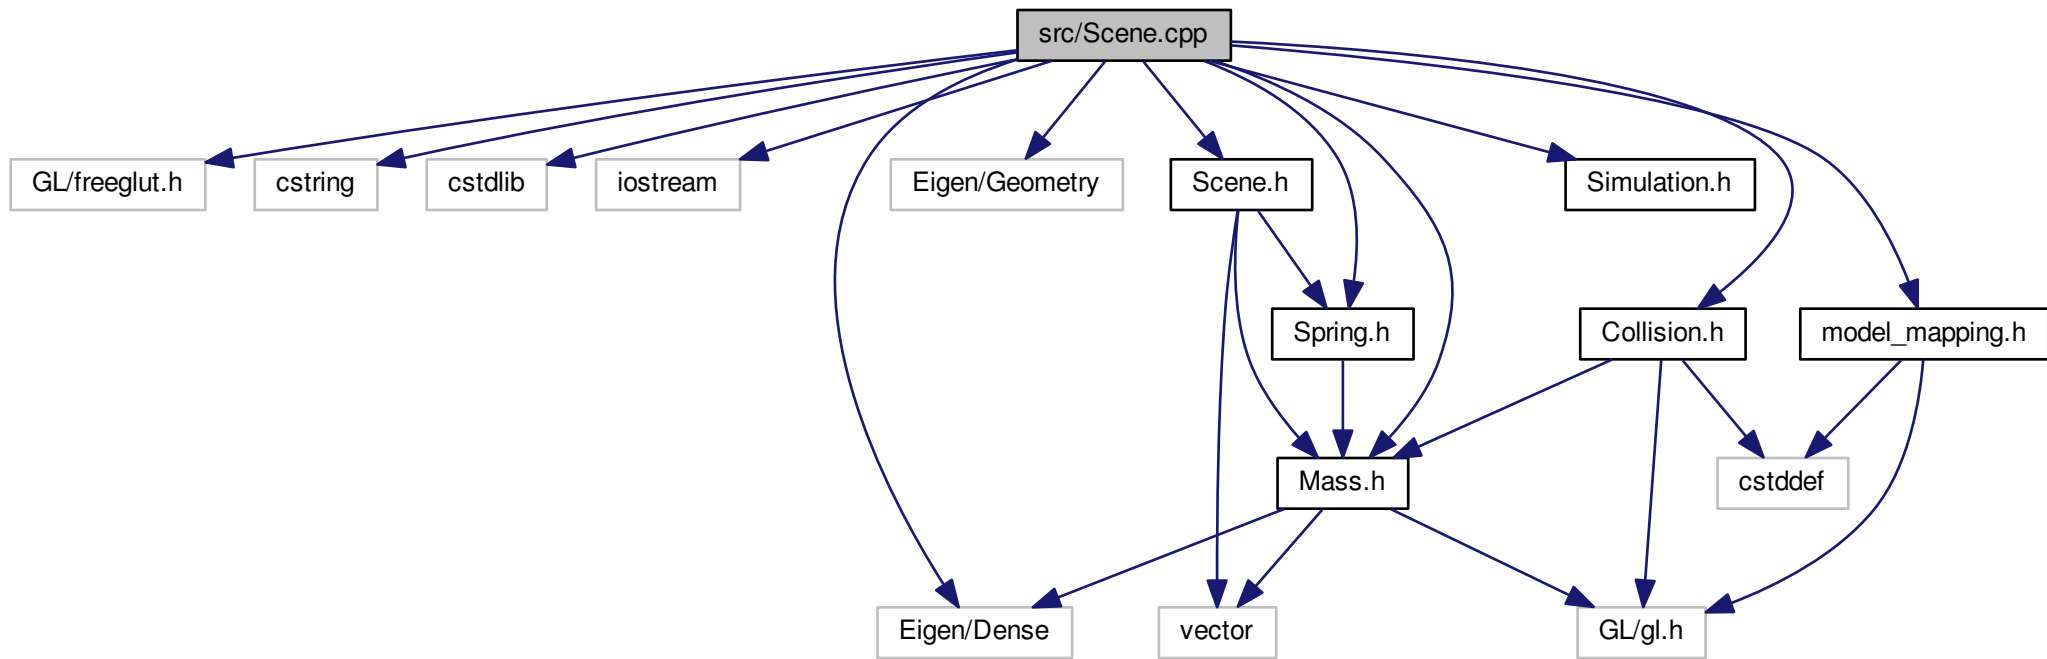 src/Scene.cpp
GL/freeglut.h
cstring
cstdlib
iostream
Eigen/Geometry
Scene.h
Simulation.h
Spring.h
Collision.h
model_mapping.h
Mass.h
cstddef
Eigen/Dense
vector
GL/gl.h